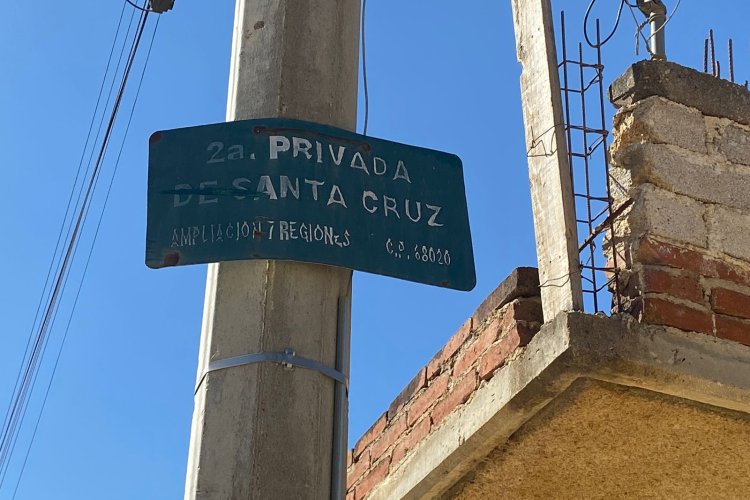 2a. PRIVADA
DE SANTA CRUZ
AMPLIACION 7 REGIONES C.P. 68020